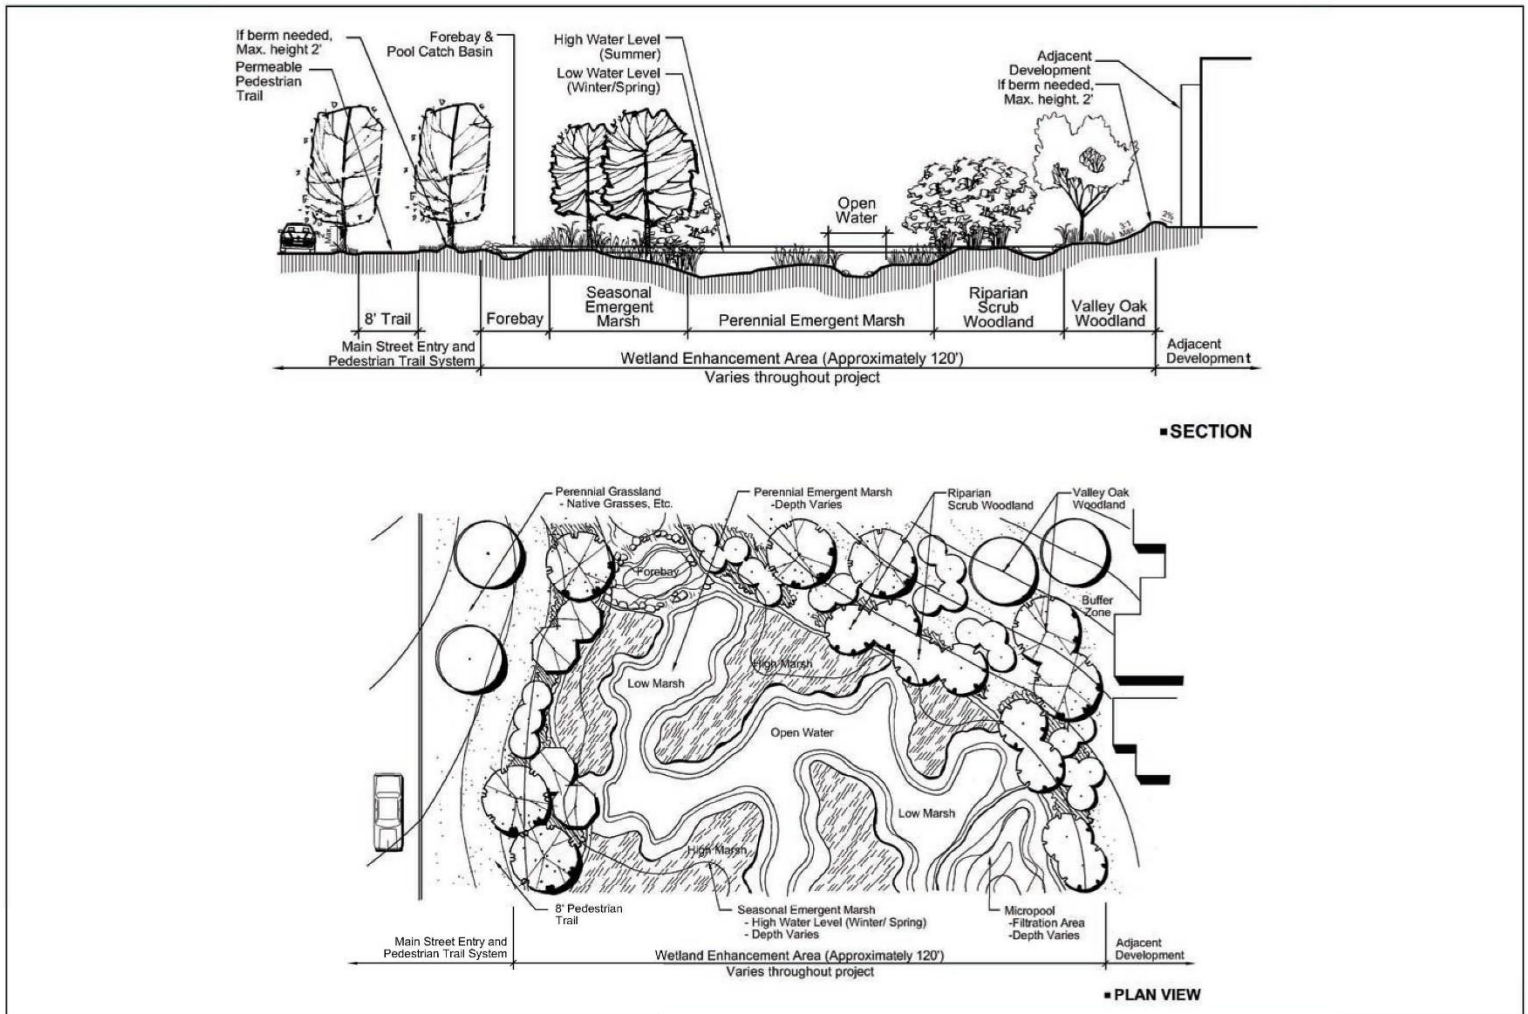 If berm needed,
Max. height 2'
Permeable
Pedestrian
Trail
Forebay &
Pool Catch Basin
High Water Level
(Summer)
Low Water Level
(Winter/Spring)
Adjacent
Development
If berm needed,
Max. height. 2'
Open
Water
Max.
3:1
Max.
2%
8' Trail
Forebay
Seasonal
Emergent
Marsh
Perennial Emergent Marsh
Riparian
Scrub
Woodland
Valley Oak
Woodland
Main Street Entry and
Pedestrian Trail System
Wetland Enhancement Area (Approximately 120')
Varies throughout project
Adjacent
Development
▪SECTION
Perennial Grassland
- Native Grasses, Etc.
Perennial Emergent Marsh
-Depth Varies
Riparian
Scrub Woodland
Valley Oak
Woodland
Forebay
Buffer
Zone
High Marsh
Low Marsh
Open Water
Low Marsh
High Marsh
8' Pedestrian
Trail
Seasonal Emergent Marsh
- High Water Level (Winter/ Spring)
- Depth Varies
Micropool
-Filtration Area
-Depth Varies
Main Street Entry and
Pedestrian Trail System
Wetland Enhancement Area (Approximately 120')
Varies throughout project
Adjacent
Development
▪PLAN VIEW